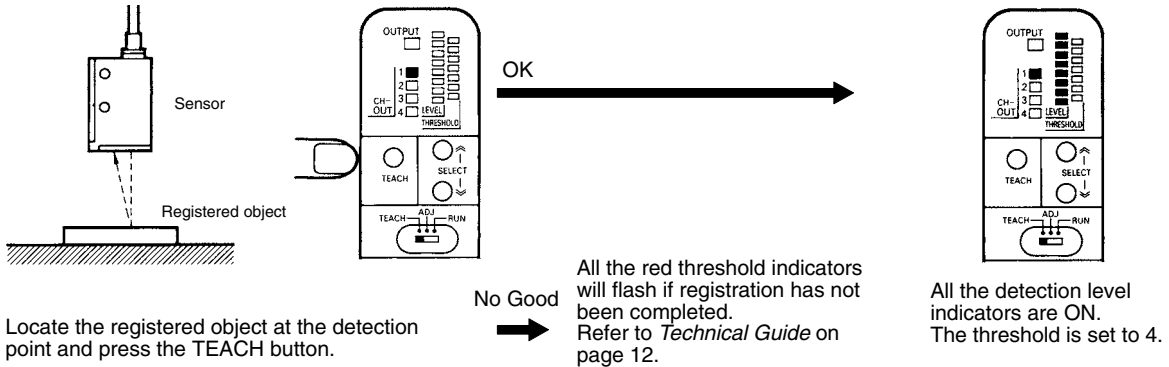 Sensor
Registered object
OUTPUT
1
2
3
4
CH-
OUT
LEVEL
THRESHOLD
TEACH
SELECT
TEACH
ADJ
RUN
OK
OUTPUT
1
2
3
4
CH-
OUT
LEVEL
THRESHOLD
TEACH
SELECT
TEACH
ADJ
RUN
Locate the registered object at the detection
point and press the TEACH button.
No Good
All the red threshold indicators
will flash if registration has not
been completed.
Refer to Technical Guide on
page 12.
All the detection level
indicators are ON.
The threshold is set to 4.